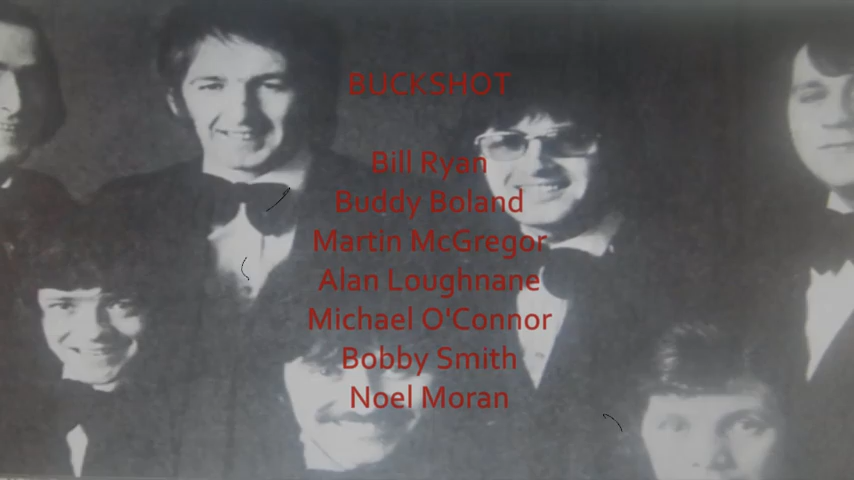 BUCKSHOT
Bill Ryan
Buddy Boland
Martin McGregor
Alan Loughnane
Michael O'Connor
Bobby Smith
Noel Moran